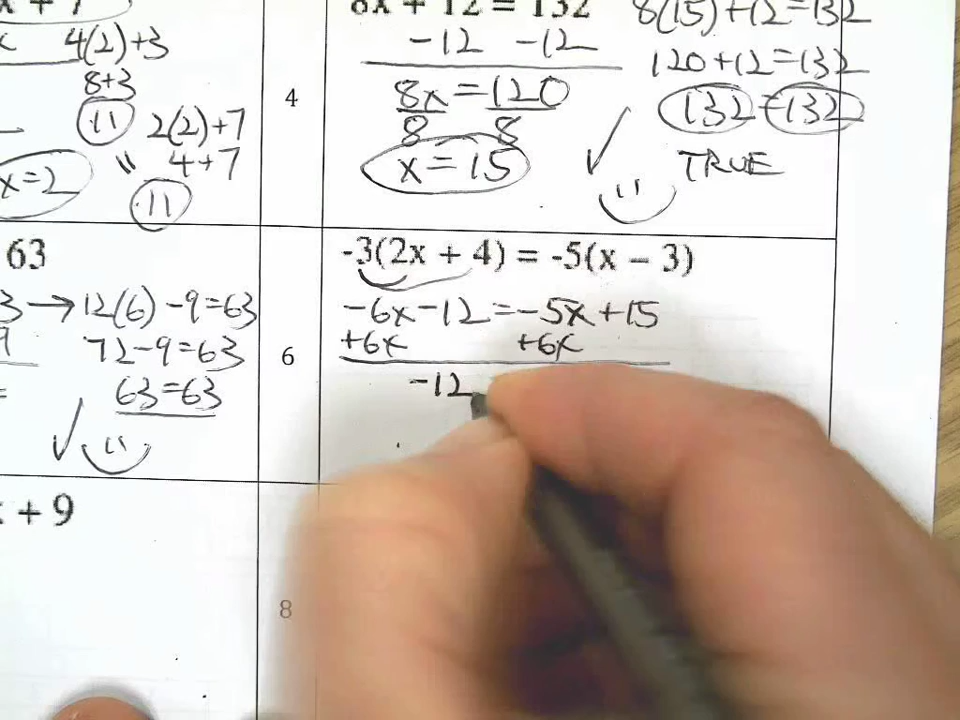 x + 7
4(2)+3
8+3
11
2(2)+7
" 4+7
x=2
11
4
8x + 12 = 132
-12 -12
8x = 120
8 8
x = 15
8(15)+12=132
120+12=132
132=132
TRUE
63
3 → 12(6)-9=63
9 72-9=63
= 63=63
6
-3(2x + 4) = -5(x - 3)
-6x-12=-5x+15
+6x +6x
-12
+ 9
8